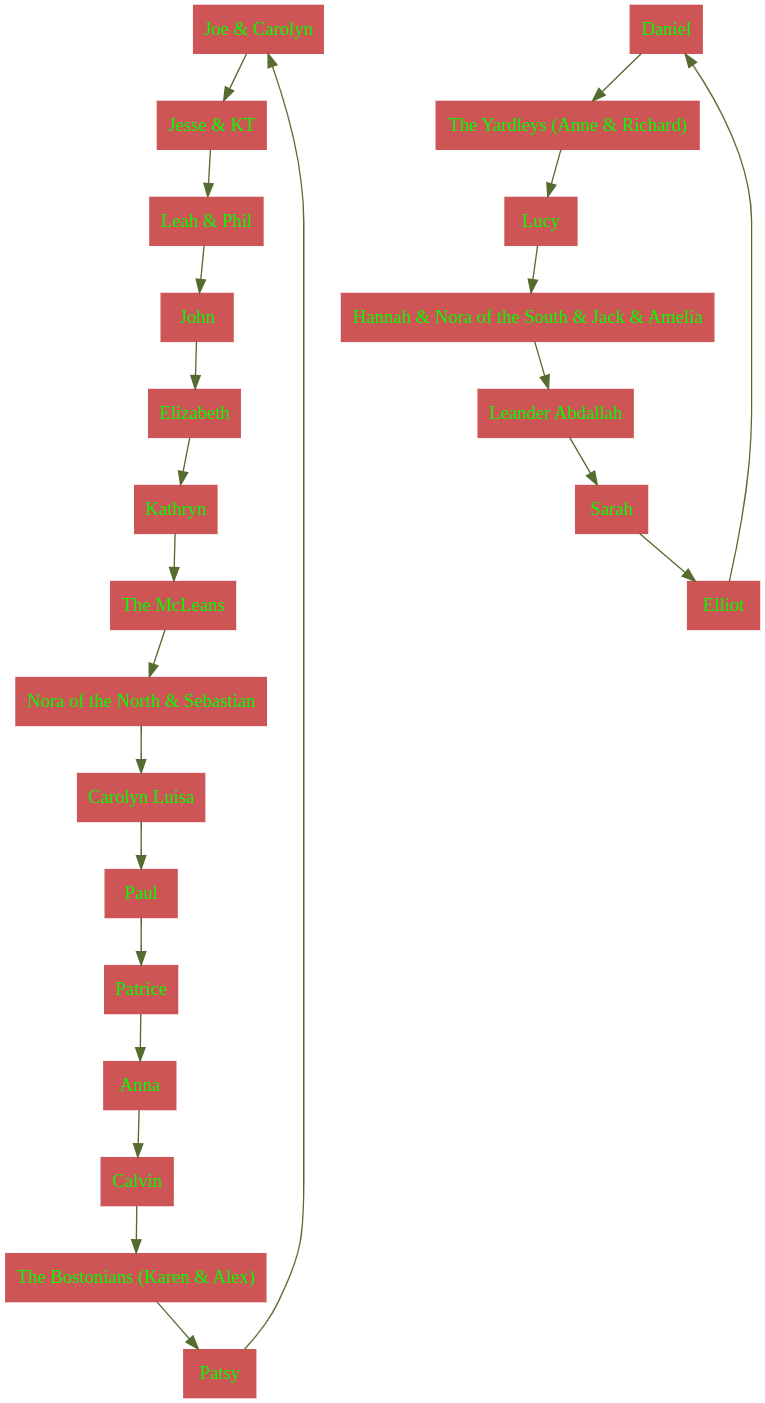 Joe & Carolyn
Jesse & KT
Leah & Phil
John
Elizabeth
Kathryn
The McLeans
Nora of the North & Sebastian
Carolyn Luisa
Paul
Patrice
Anna
Calvin
The Bostonians (Karen & Alex)
Patsy
Daniel
The Yardleys (Anne & Richard)
Lucy
Hannah & Nora of the South & Jack & Amelia
Leander Abdallah
Sarah
Elliot